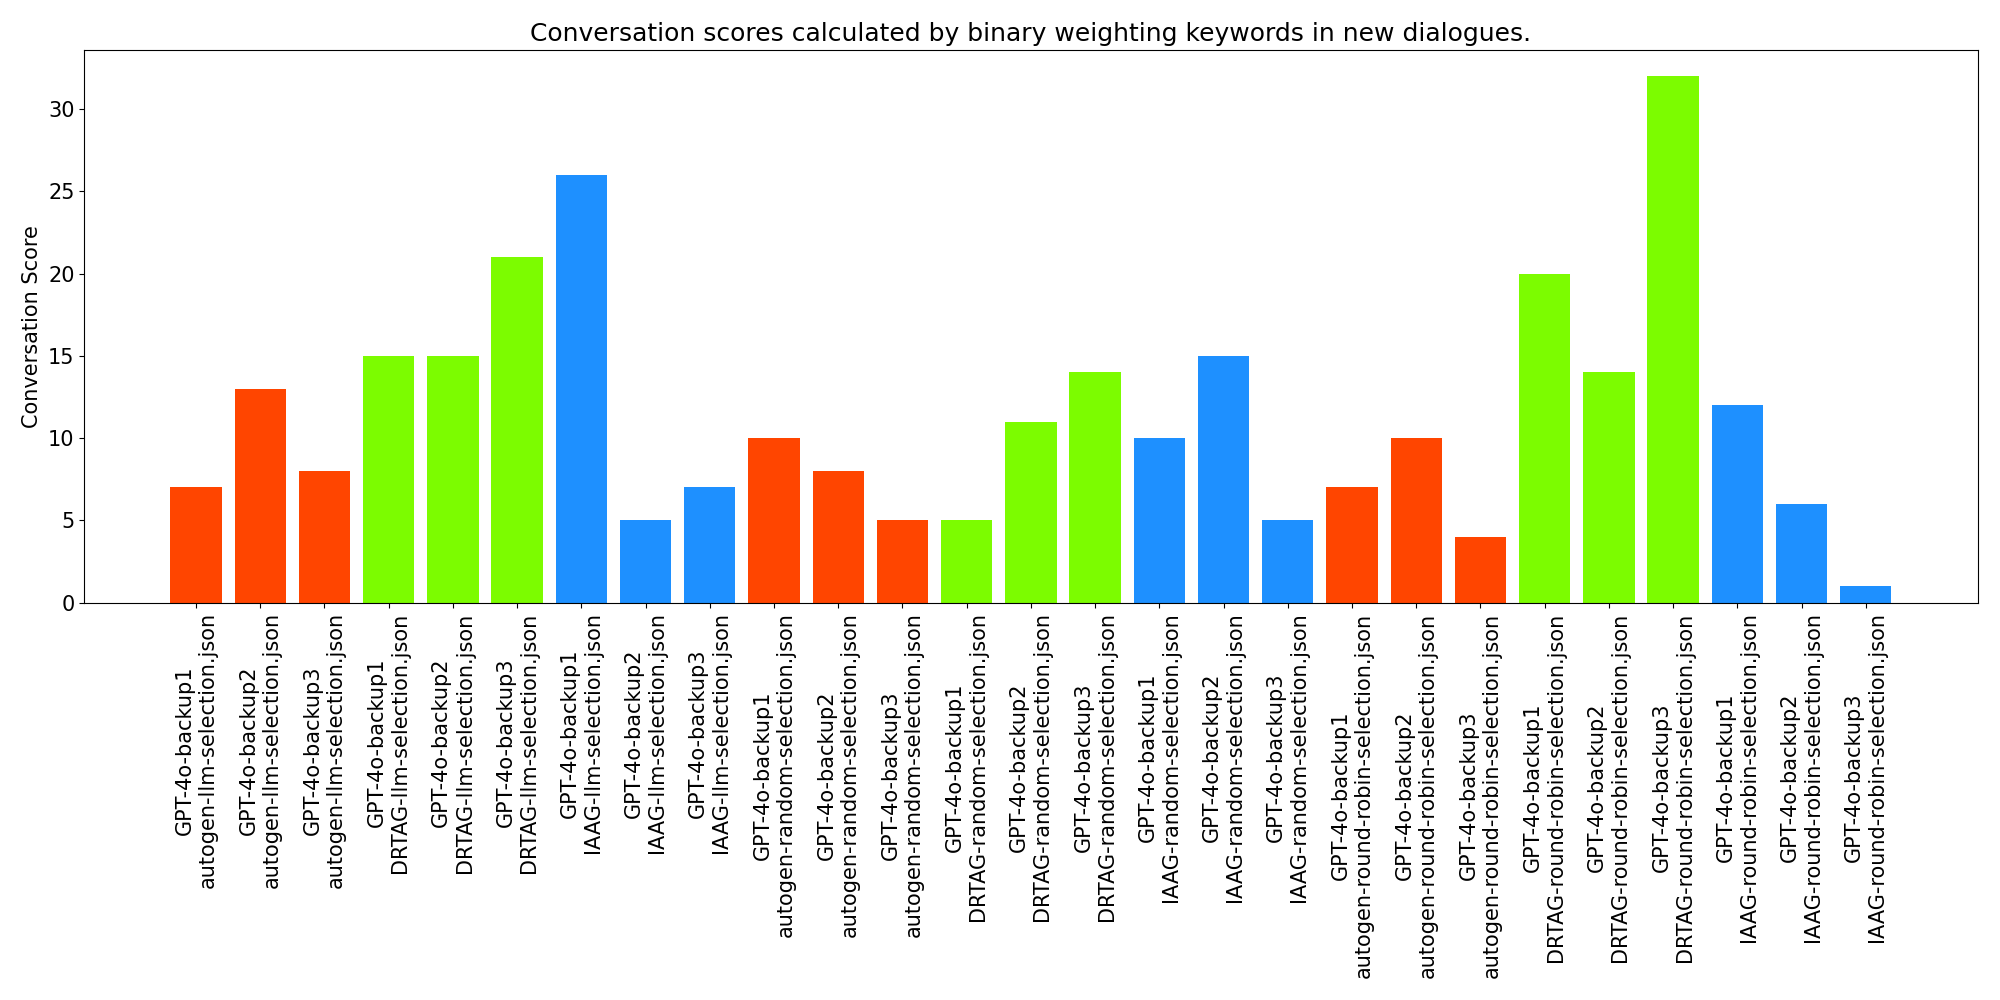 Conversation scores calculated by binary weighting keywords in new dialogues.
Conversation Score
30
25
20
15
10
5
0
GPT-4o-backup1
autogen-llm-selection.json
GPT-4o-backup2
autogen-llm-selection.json
GPT-4o-backup3
autogen-llm-selection.json
GPT-4o-backup1
DRTAG-llm-selection.json
GPT-4o-backup2
DRTAG-llm-selection.json
GPT-4o-backup3
DRTAG-llm-selection.json
GPT-4o-backup1
IAAG-llm-selection.json
GPT-4o-backup2
IAAG-llm-selection.json
GPT-4o-backup3
IAAG-llm-selection.json
GPT-4o-backup1
autogen-random-selection.json
GPT-4o-backup2
autogen-random-selection.json
GPT-4o-backup3
autogen-random-selection.json
GPT-4o-backup1
DRTAG-random-selection.json
GPT-4o-backup2
DRTAG-random-selection.json
GPT-4o-backup3
DRTAG-random-selection.json
GPT-4o-backup1
IAAG-random-selection.json
GPT-4o-backup2
IAAG-random-selection.json
GPT-4o-backup3
IAAG-random-selection.json
GPT-4o-backup1
autogen-round-robin-selection.json
GPT-4o-backup2
autogen-round-robin-selection.json
GPT-4o-backup3
autogen-round-robin-selection.json
GPT-4o-backup1
DRTAG-round-robin-selection.json
GPT-4o-backup2
DRTAG-round-robin-selection.json
GPT-4o-backup3
DRTAG-round-robin-selection.json
GPT-4o-backup1
IAAG-round-robin-selection.json
GPT-4o-backup2
IAAG-round-robin-selection.json
GPT-4o-backup3
IAAG-round-robin-selection.json